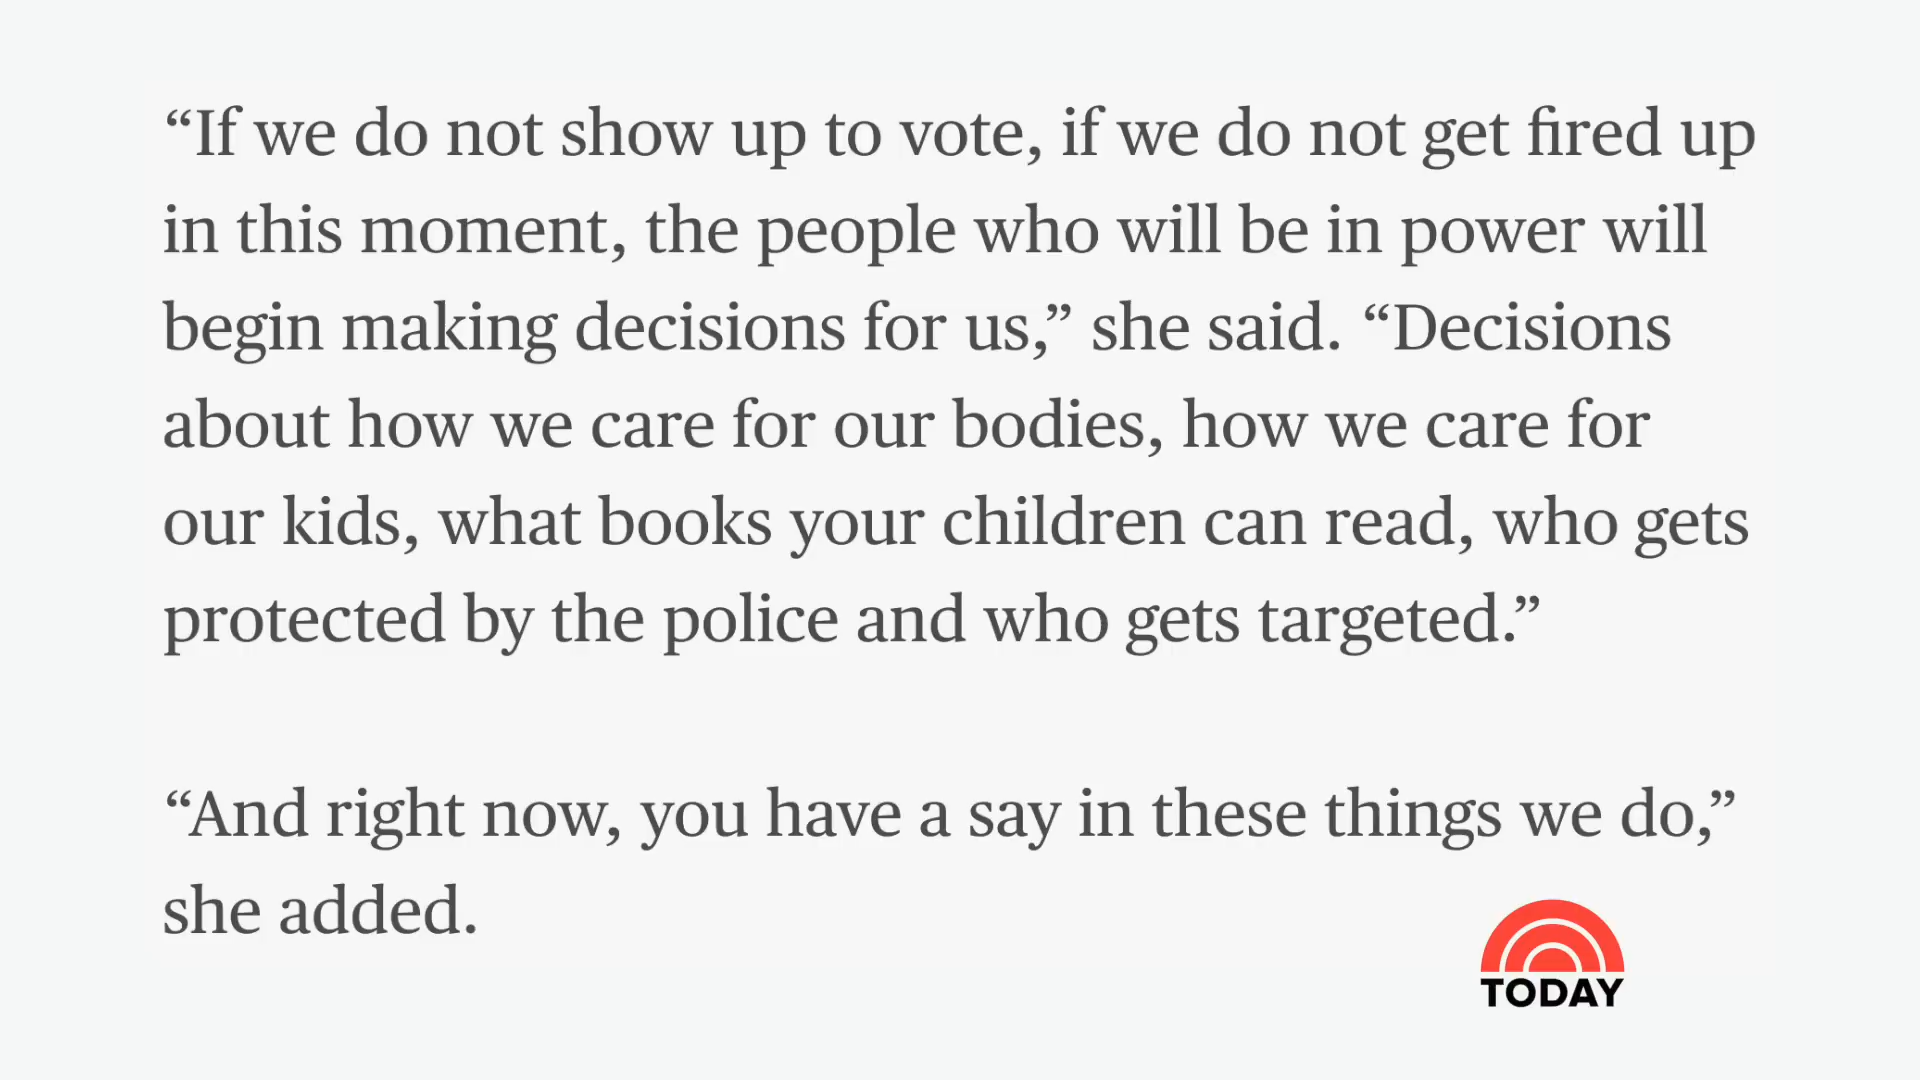 “If we do not show up to vote, if we do not get fired up
in this moment, the people who will be in power will
begin making decisions for us,” she said. “Decisions
about how we care for our bodies, how we care for
our kids, what books your children can read, who gets
protected by the police and who gets targeted.”
“And right now, you have a say in these things we do,”
she added.
TODAY